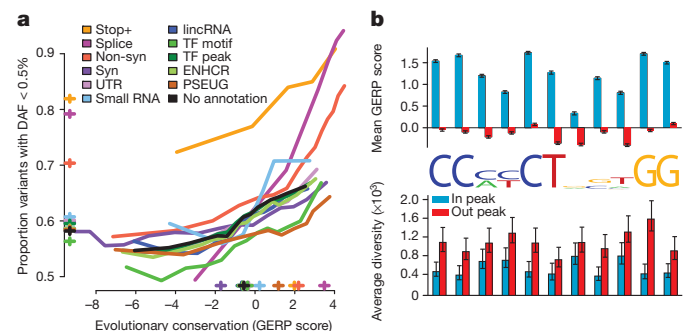 a
Stop+
Splice
Non-syn
Syn
UTR
Small RNA
lincRNA
TF motif
TF peak
ENHCR
PSEUG
No annotation
Proportion variants with DAF < 0.5%
0.9
0.8
0.7
0.6
0.5
−8
−6
−4
−2
0
2
4
Evolutionary conservation (GERP score)
b
Mean GERP score
1.5
1.0
0.5
0.0
CCCCCTGTGG
AT
In peak
Out peak
Average diversity (×10³)
2.0
1.6
1.2
0.8
0.4
0